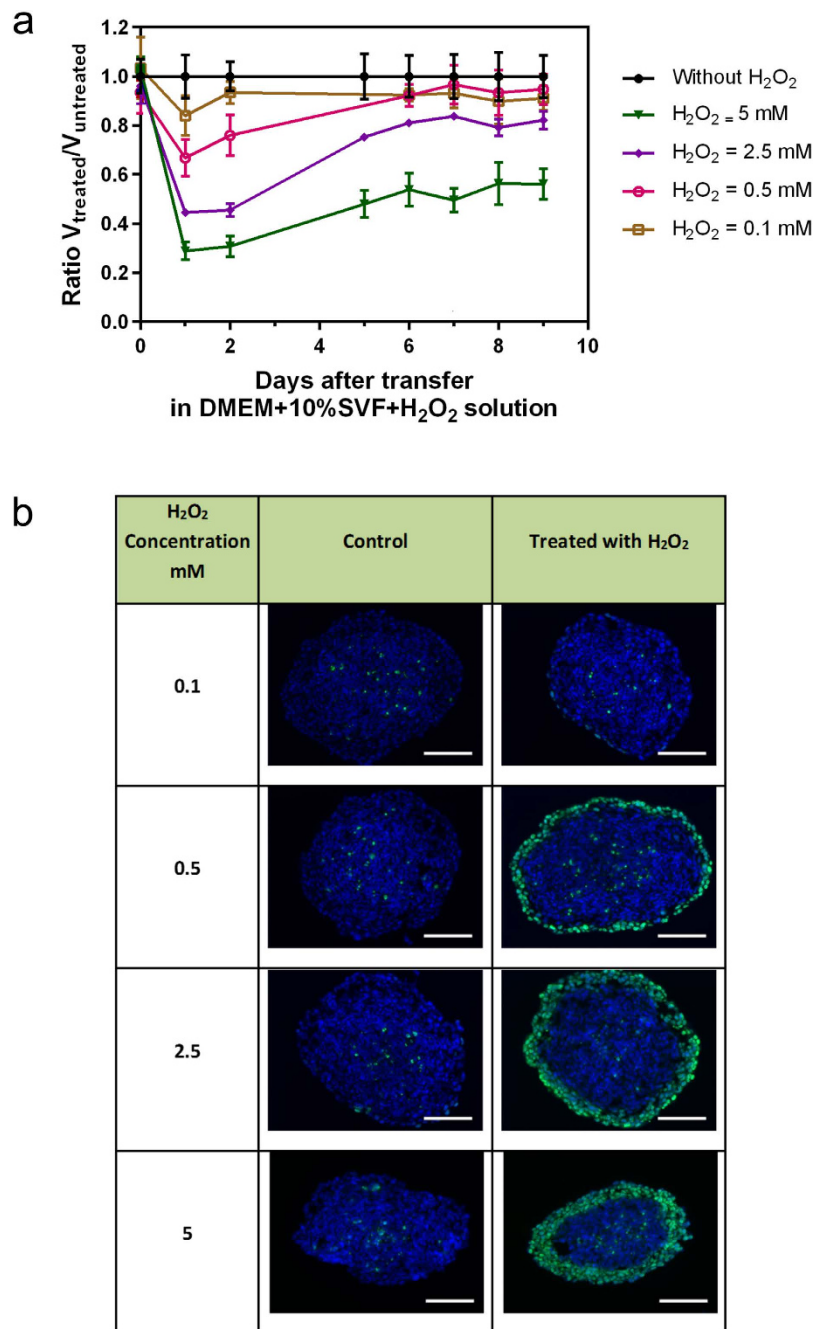 a
Ratio V_treated/V_untreated
1.2
1.0
0.8
0.6
0.4
0.2
0.0
0 2 4 6 8 10
Days after transfer
in DMEM+10%SVF+H₂O₂ solution
Without H₂O₂
H₂O₂ = 5 mM
H₂O₂ = 2.5 mM
H₂O₂ = 0.5 mM
H₂O₂ = 0.1 mM
b
H₂O₂
Concentration
mM
Control
Treated with H₂O₂
0.1
0.5
2.5
5